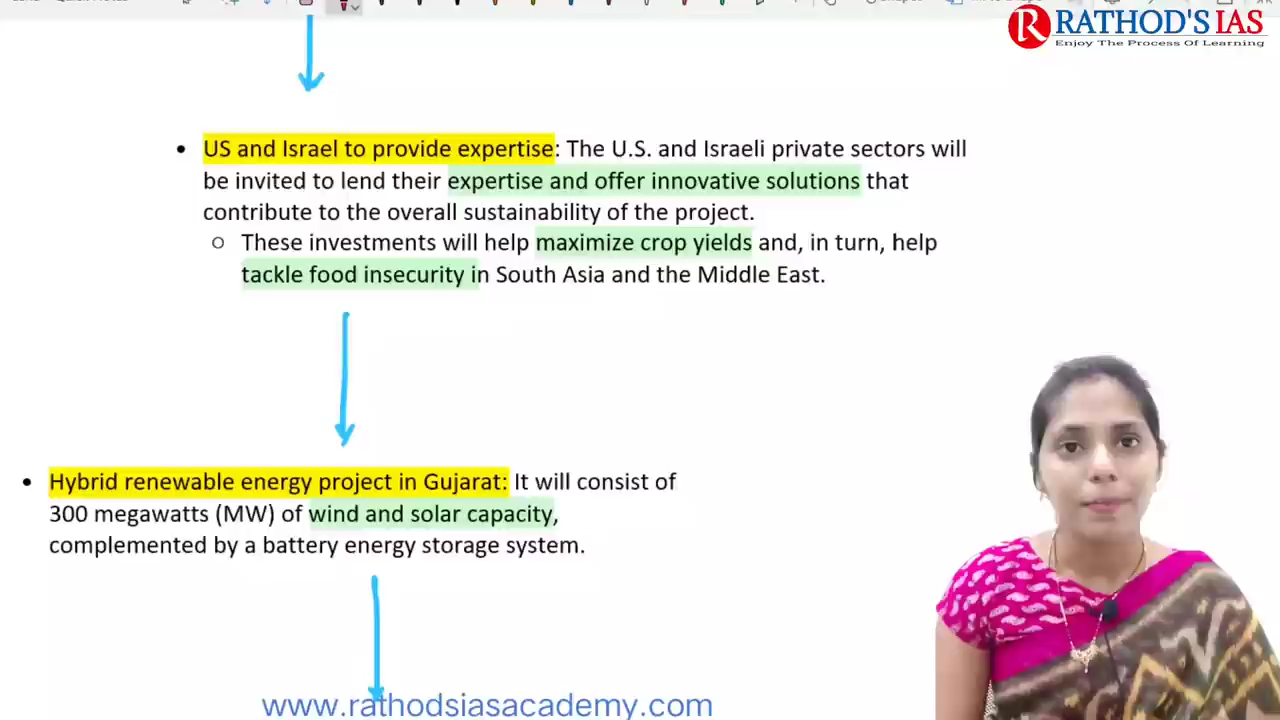 RATHOD'S IAS
Enjoy The Process Of Learning
• US and Israel to provide expertise: The U.S. and Israeli private sectors will
be invited to lend their expertise and offer innovative solutions that
contribute to the overall sustainability of the project.
○ These investments will help maximize crop yields and, in turn, help
tackle food insecurity in South Asia and the Middle East.
• Hybrid renewable energy project in Gujarat: It will consist of
300 megawatts (MW) of wind and solar capacity,
complemented by a battery energy storage system.
www.rathodsiasacademy.com